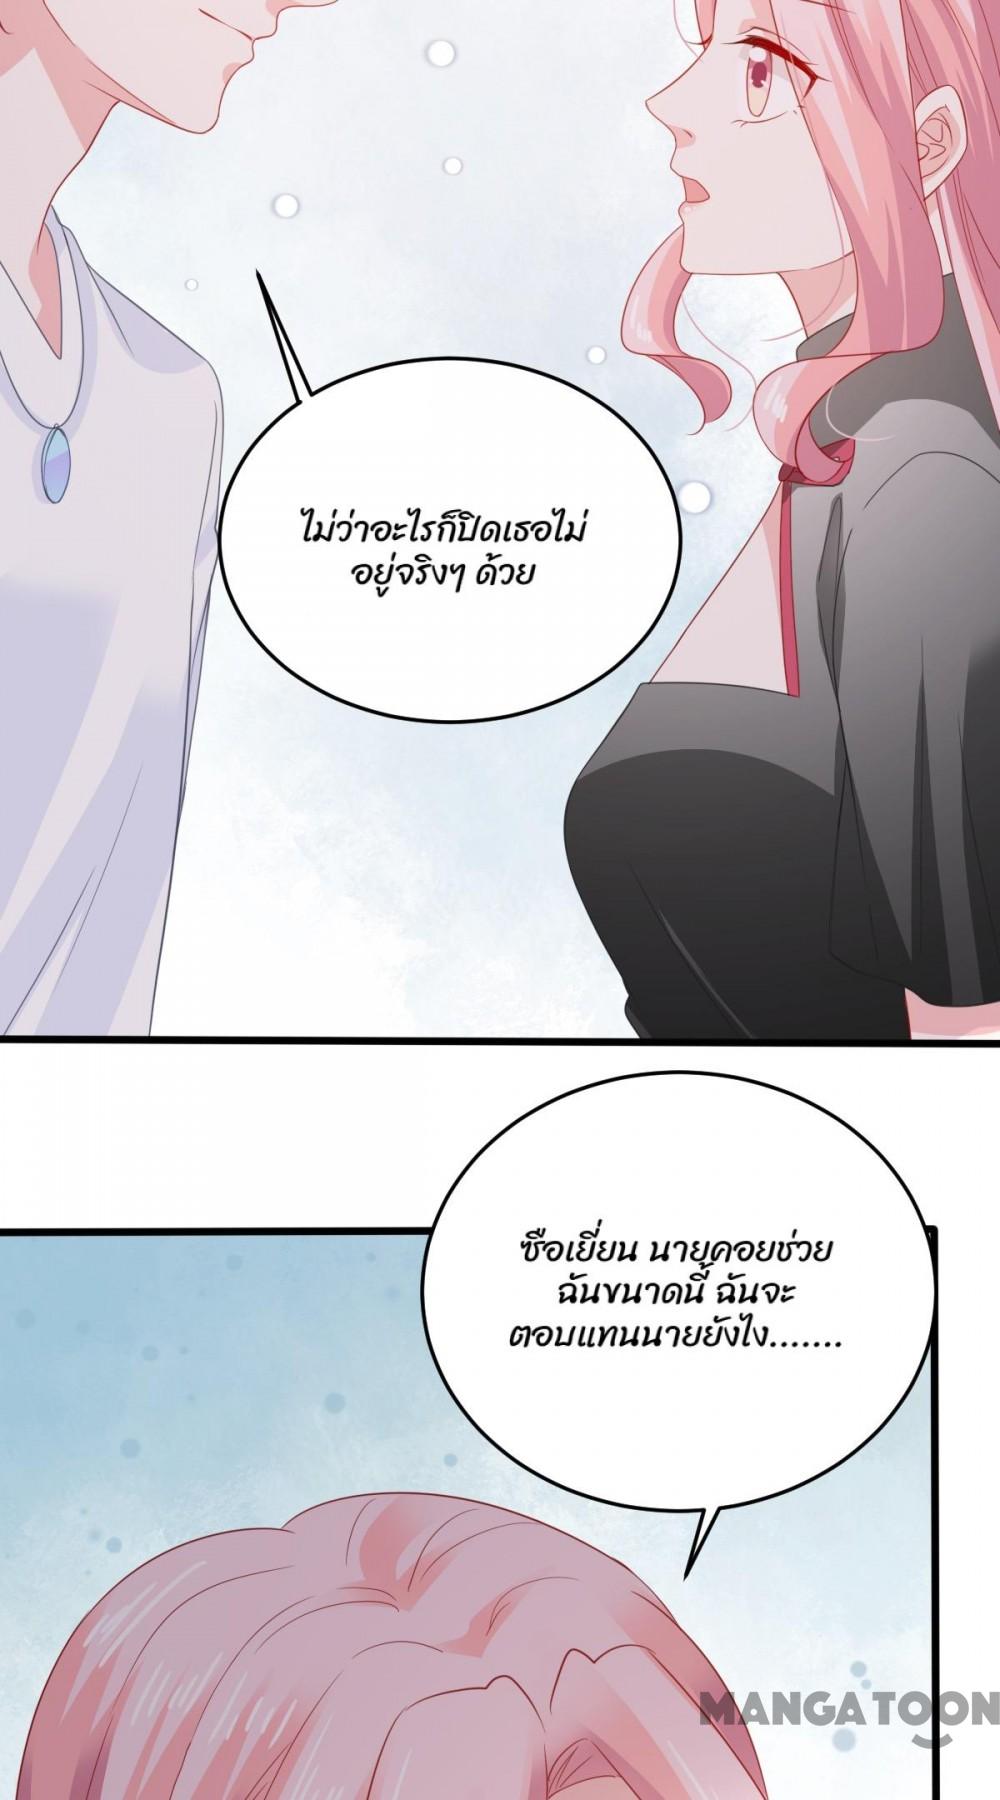 ไม่ว่าอะไรก็ปิดเธอไม่
อยู่จริงๆ ด้วย
ซือเยี่ยน นายคอยช่วย
ฉันขนาดนี้ ฉันจะ
ตอบแทนนายยังไง.......
MANGATOON